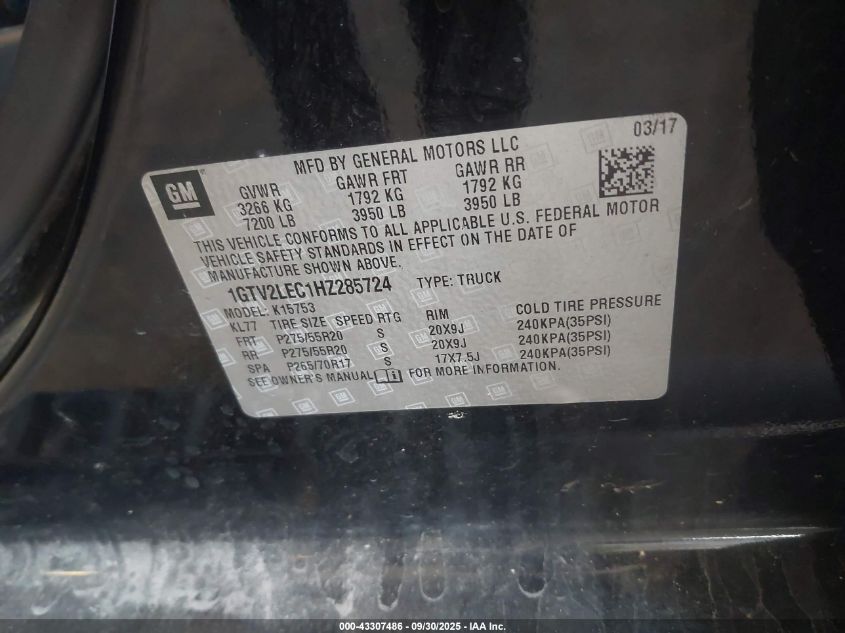 03/17
MFD BY GENERAL MOTORS LLC
GM
GVWR GAWR FRT GAWR RR
3266 KG 1792 KG 1792 KG
7200 LB 3950 LB 3950 LB
THIS VEHICLE CONFORMS TO ALL APPLICABLE U.S. FEDERAL MOTOR
VEHICLE SAFETY STANDARDS IN EFFECT ON THE DATE OF
MANUFACTURE SHOWN ABOVE.
1GTV2LEC1HZ285724 TYPE: TRUCK
MODEL: K15753
KL77 TIRE SIZE SPEED RTG RIM COLD TIRE PRESSURE
FRT P275/55R20 S 20X9J 240KPA(35PSI)
RR P275/55R20 S 20X9J 240KPA(35PSI)
SPA P265/70R17 S 17X7.5J 240KPA(35PSI)
SEE OWNER'S MANUAL FOR MORE INFORMATION.
000-43307486 - 09/30/2025 - IAA Inc.